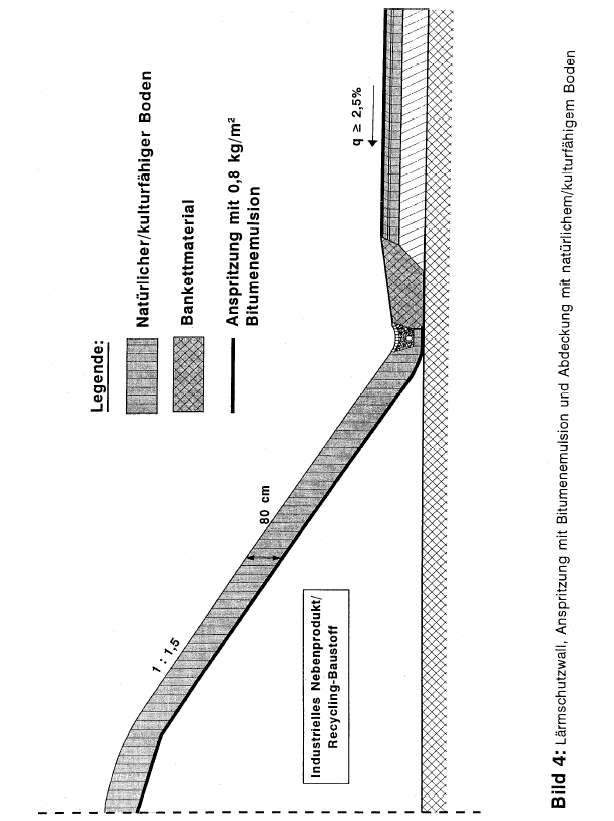 Legende:
Natürlicher/kulturfähiger Boden
Bankettmaterial
Anspritzung mit 0,8 kg/m²
Bitumenemulsion
1 : 1,5
80 cm
q ≥ 2,5%
Industrielles Nebenprodukt/
Recycling-Baustoff
Bild 4: Lärmschutzwall, Anspritzung mit Bitumenemulsion und Abdeckung mit natürlichem/kulturfähigem Boden